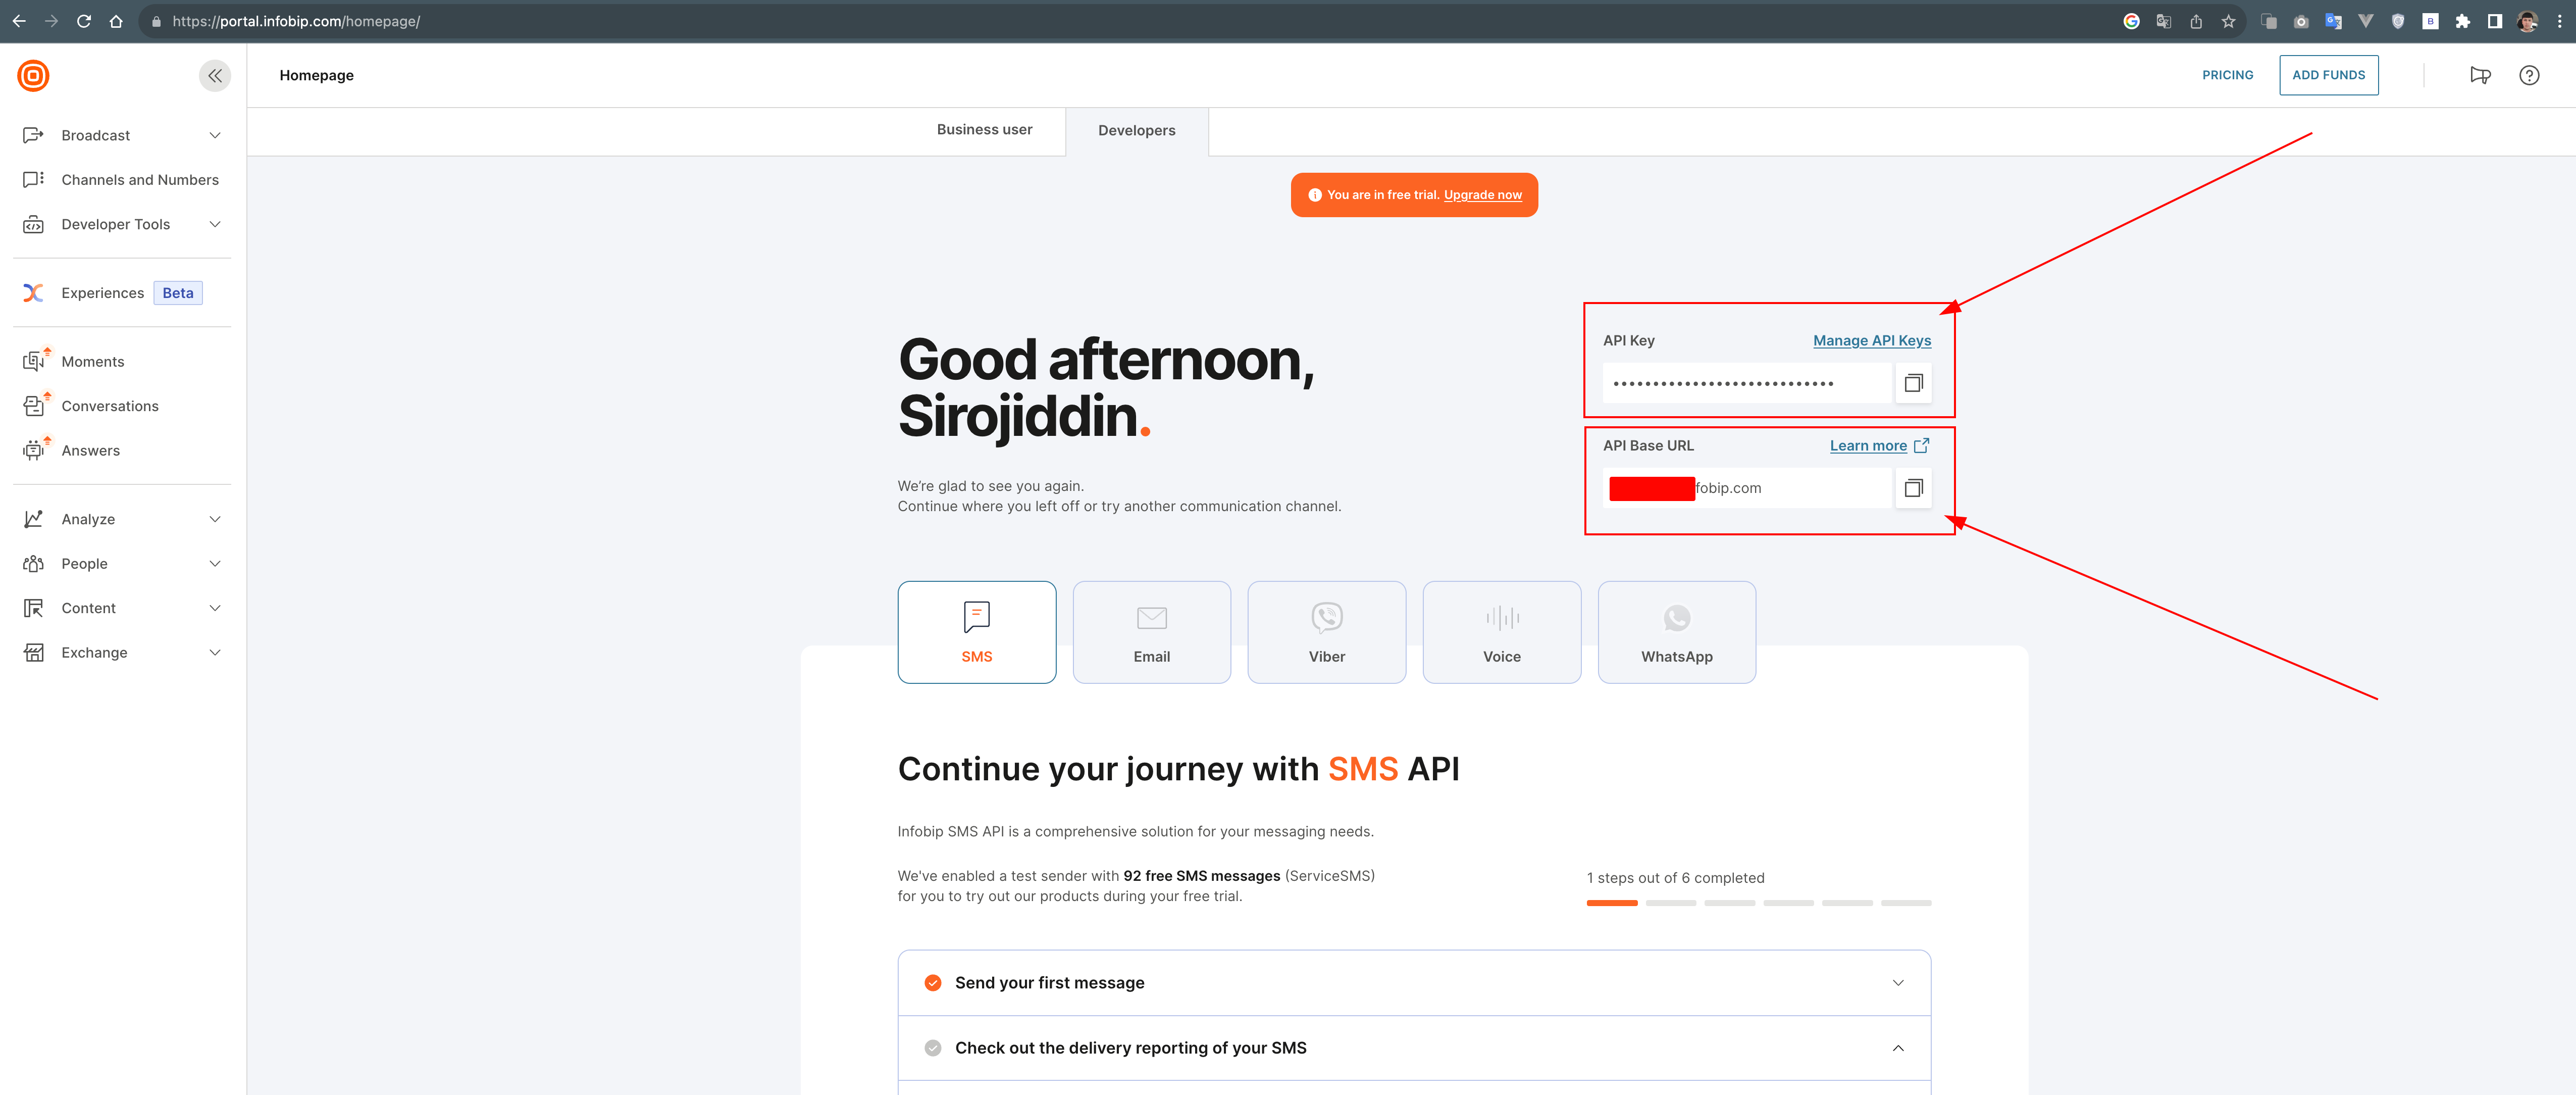 https://portal.infobip.com/homepage/
Homepage
PRICING
ADD FUNDS
Broadcast
Channels and Numbers
Developer Tools
Experiences Beta
Moments
Conversations
Answers
Analyze
People
Content
Exchange
Business user
Developers
You are in free trial. Upgrade now
Good afternoon,
Sirojiddin.
We’re glad to see you again.
Continue where you left off or try another communication channel.
API Key
Manage API Keys
••••••••••••••••••••••••••••
API Base URL
Learn more
fobip.com
SMS
Email
Viber
Voice
WhatsApp
Continue your journey with SMS API
Infobip SMS API is a comprehensive solution for your messaging needs.
We've enabled a test sender with 92 free SMS messages (ServiceSMS)
for you to try out our products during your free trial.
1 steps out of 6 completed
Send your first message
Check out the delivery reporting of your SMS